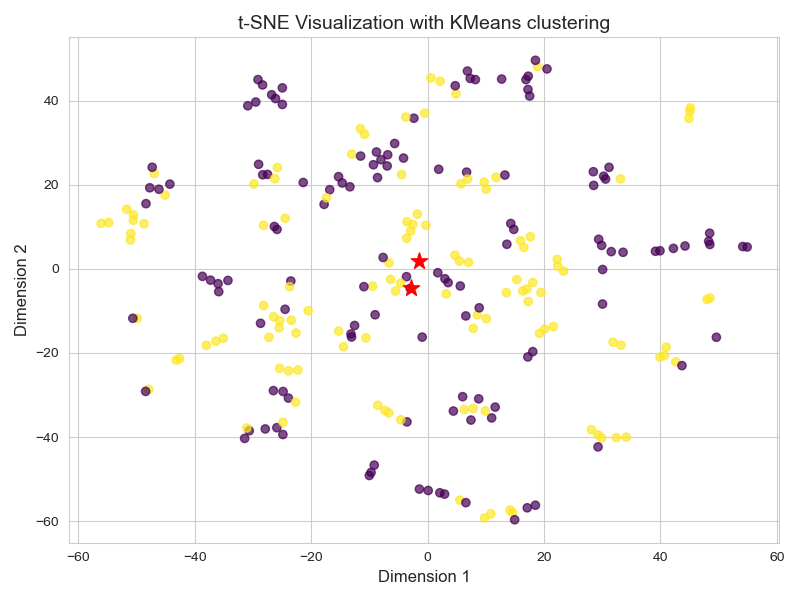 t-SNE Visualization with KMeans clustering
40
20
0
−20
−40
−60
Dimension 2
−60 −40 −20 0 20 40 60
Dimension 1